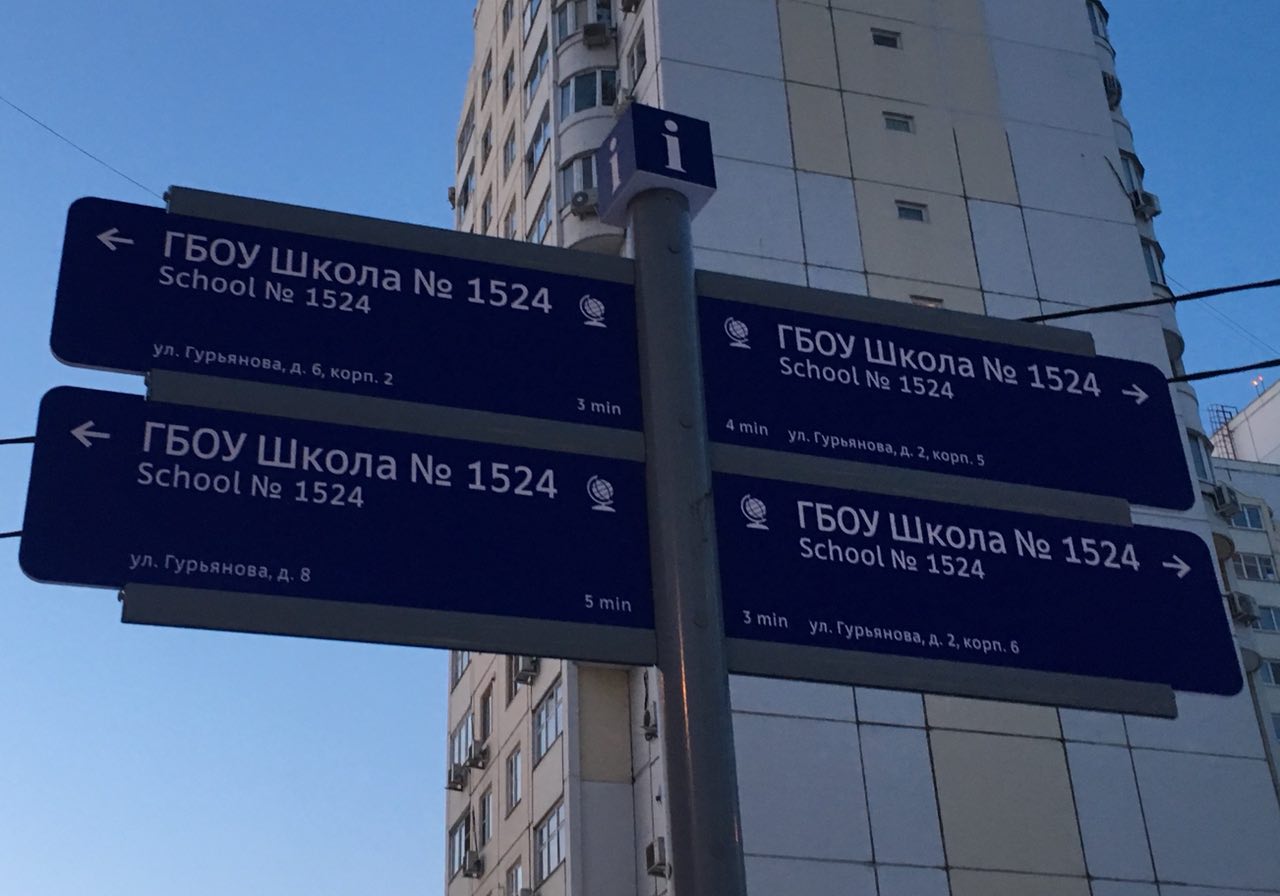 i
i
← ГБОУ Школа № 1524
School № 1524
ул. Гурьянова, д. 6, корп. 2
3 min
ГБОУ Школа № 1524 →
School № 1524
4 min ул. Гурьянова, д. 2, корп. 5
← ГБОУ Школа № 1524
School № 1524
ул. Гурьянова, д. 8
5 min
ГБОУ Школа № 1524 →
School № 1524
3 min ул. Гурьянова, д. 2, корп. 6